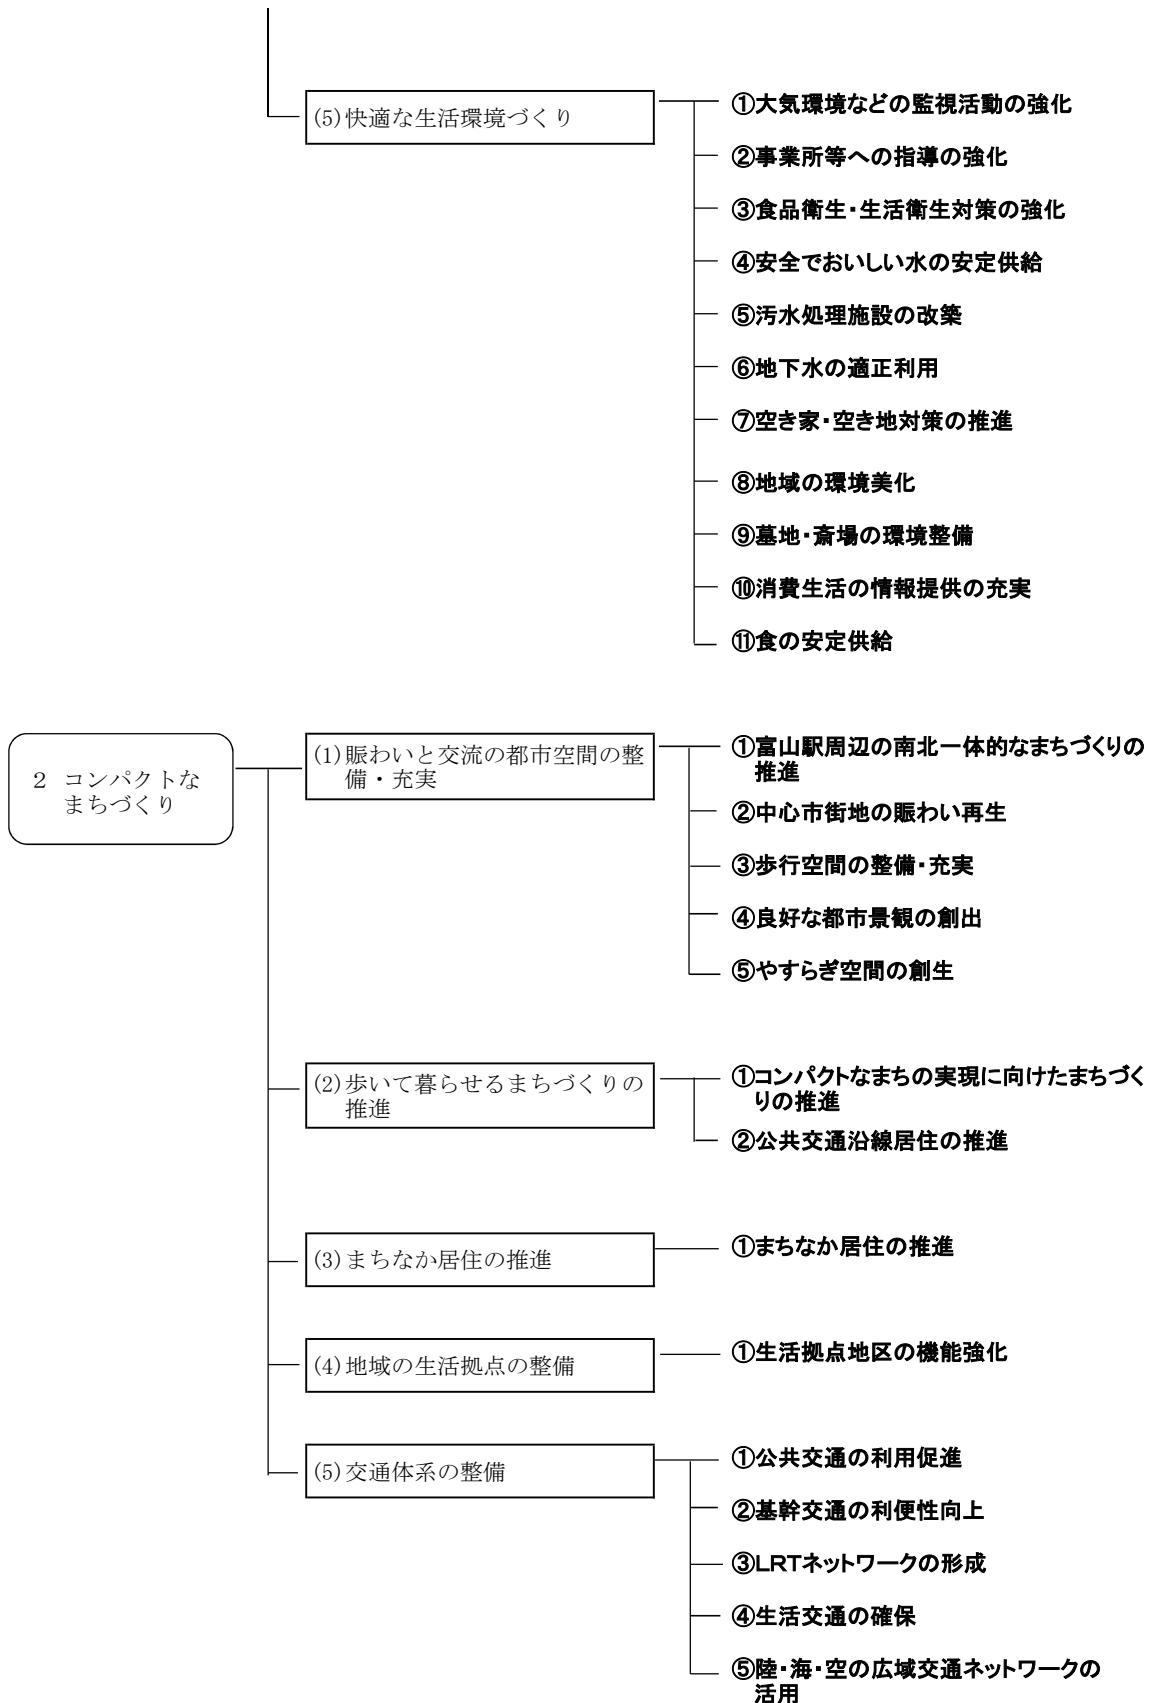 (5)快適な生活環境づくり
①大気環境などの監視活動の強化
②事業所等への指導の強化
③食品衛生・生活衛生対策の強化
④安全でおいしい水の安定供給
⑤汚水処理施設の改築
⑥地下水の適正利用
⑦空き家・空き地対策の推進
⑧地域の環境美化
⑨墓地・斎場の環境整備
⑩消費生活の情報提供の充実
⑪食の安定供給
2 コンパクトな
まちづくり
(1)賑わいと交流の都市空間の整
備・充実
①富山駅周辺の南北一体的なまちづくりの
推進
②中心市街地の賑わい再生
③歩行空間の整備・充実
④良好な都市景観の創出
⑤やすらぎ空間の創生
(2)歩いて暮らせるまちづくりの
推進
①コンパクトなまちの実現に向けたまちづく
りの推進
②公共交通沿線居住の推進
(3)まちなか居住の推進
①まちなか居住の推進
(4)地域の生活拠点の整備
①生活拠点地区の機能強化
(5)交通体系の整備
①公共交通の利用促進
②基幹交通の利便性向上
③LRTネットワークの形成
④生活交通の確保
⑤陸・海・空の広域交通ネットワークの
活用